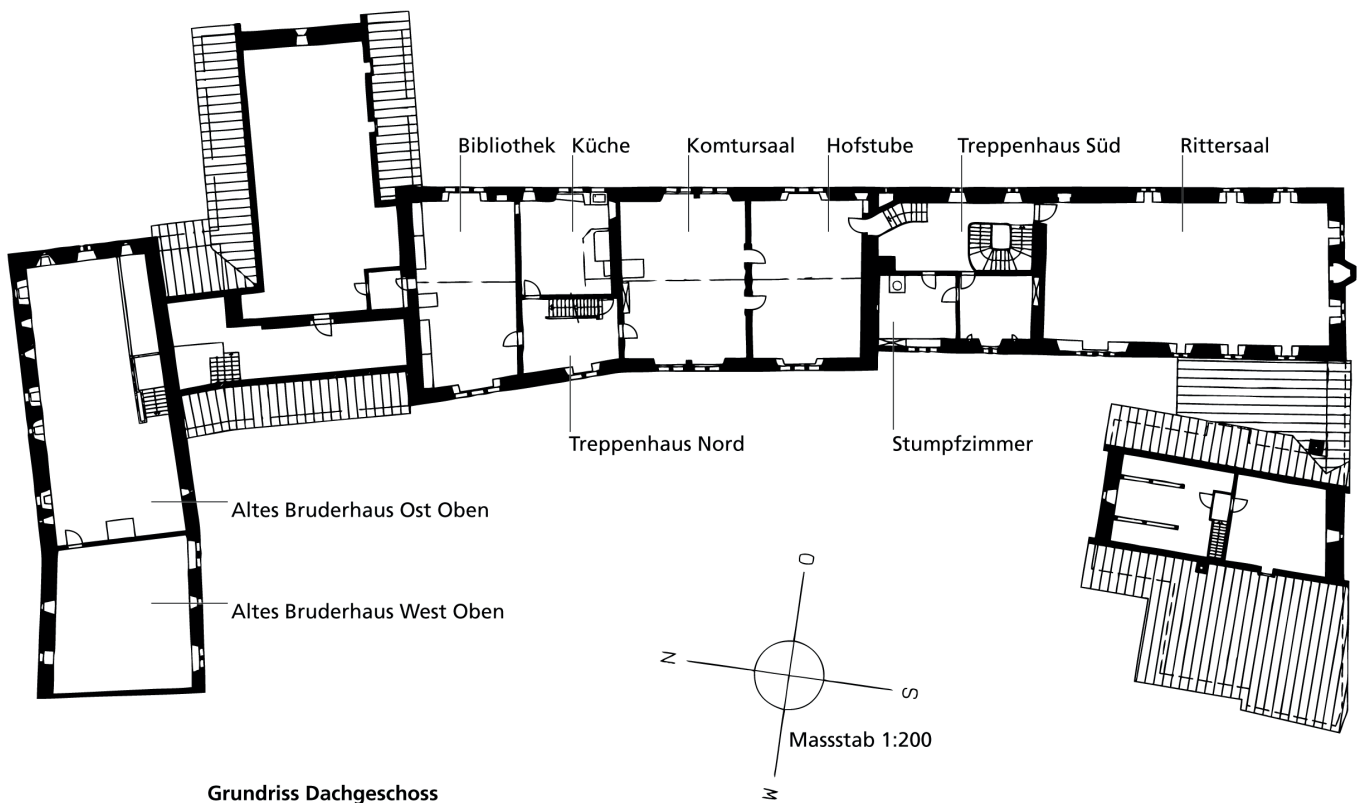 Bibliothek
Küche
Komtursaal
Hofstube
Treppenhaus Süd
Rittersaal
Treppenhaus Nord
Stumpfzimmer
Altes Bruderhaus Ost Oben
Altes Bruderhaus West Oben
O
N
S
W
Massstab 1:200
Grundriss Dachgeschoss